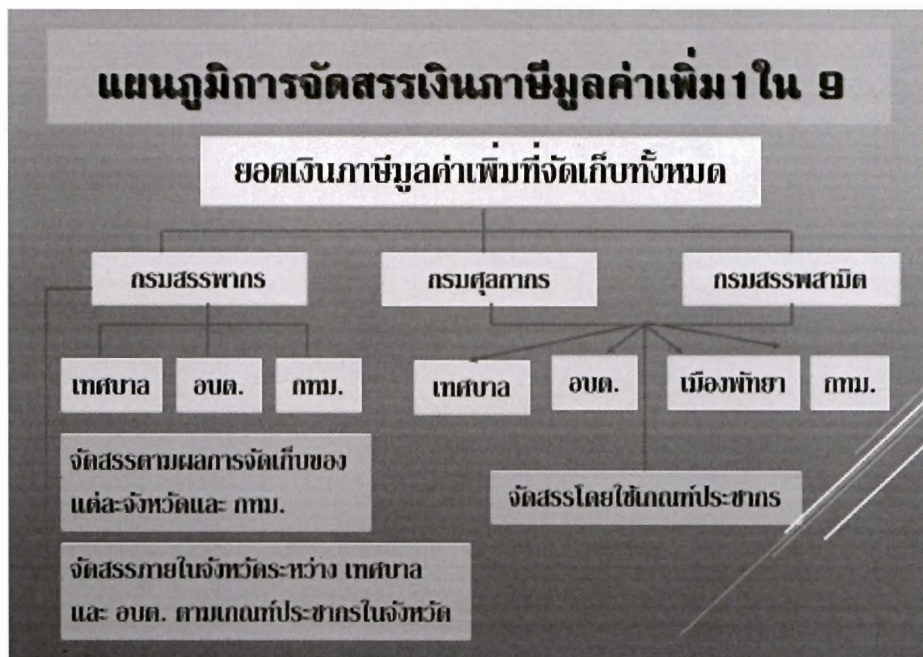 แผนภูมิการจัดสรรเงินภาษีมูลค่าเพิ่ม1ใน 9
ยอดเงินภาษีมูลค่าเพิ่มที่จัดเก็บทั้งหมด
กรมสรรพากร
กรมศุลกากร
กรมสรรพสามิต
เทศบาล
อบต.
กทม.
เทศบาล
อบต.
เมืองพัทยา
กทม.
จัดสรรตามผลการจัดเก็บของ
แต่ละจังหวัดและ กทม.
จัดสรรโดยใช้เกณฑ์ประชากร
จัดสรรภายในจังหวัดระหว่าง เทศบาล
และ อบต. ตามเกณฑ์ประชากรในจังหวัด